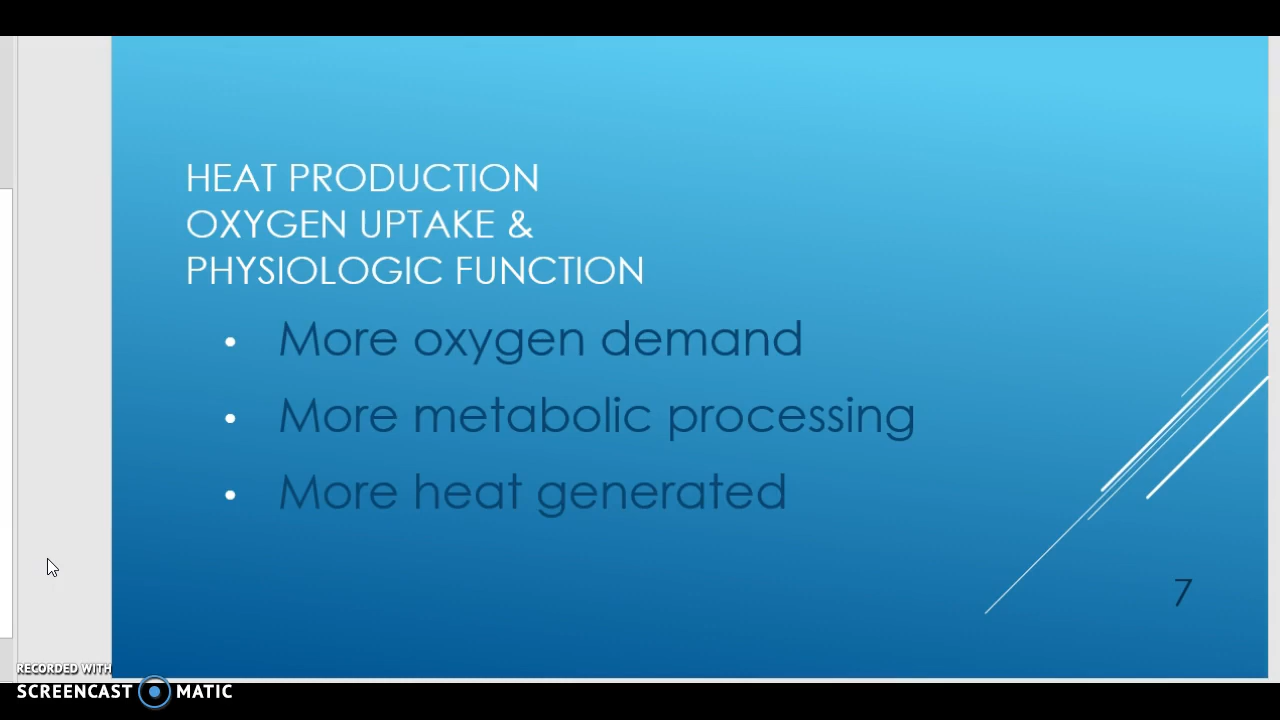 HEAT PRODUCTION
OXYGEN UPTAKE &
PHYSIOLOGIC FUNCTION
• More oxygen demand
• More metabolic processing
• More heat generated
7
RECORDED WITH
SCREENCAST MATIC